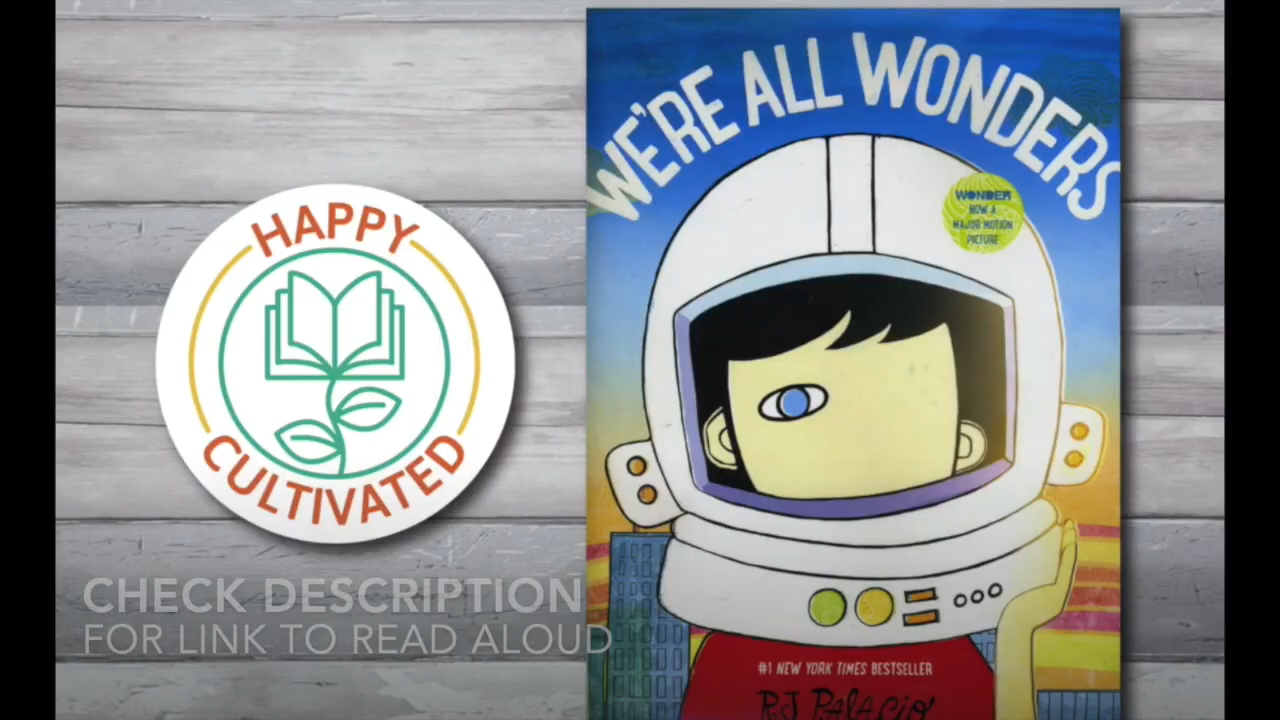 HAPPY
CULTIVATED
CHECK DESCRIPTION
FOR LINK TO READ ALOUD
WE'RE ALL WONDERS
WONDER
NOW A
MAJOR MOTION
PICTURE
#1 NEW YORK TIMES BESTSELLER
R.J. PALACIO